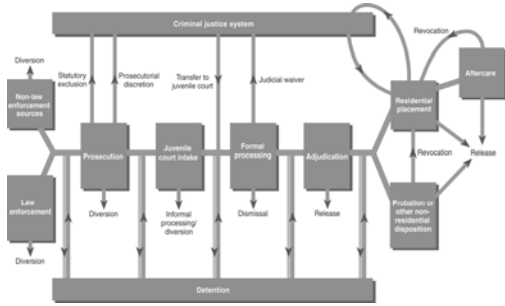 Criminal justice system
Diversion
Statutory
exclusion
Prosecutorial
discretion
Transfer to
juvenile court
Judicial waiver
Revocation
Non-law
enforcement
sources
Aftercare
Residential
placement
Prosecution
Juvenile
court intake
Formal
processing
Adjudication
Revocation
Release
Law
enforcement
Diversion
Informal
processing/
diversion
Dismissal
Release
Probation or
other non-
residential
disposition
Diversion
Detention